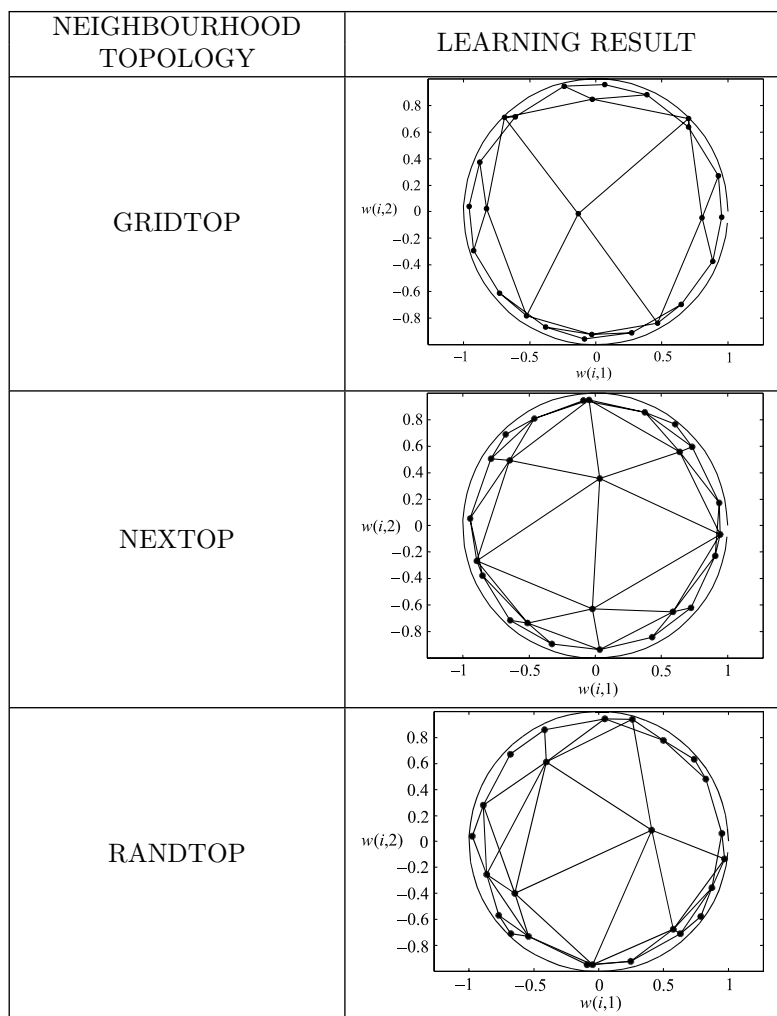 NEIGHBOURHOOD
TOPOLOGY
LEARNING RESULT
GRIDTOP
0.8
0.6
0.4
0.2
w(i,2) 0
−0.2
−0.4
−0.6
−0.8
−1 −0.5 0 0.5 1
w(i,1)
NEXTOP
0.8
0.6
0.4
0.2
w(i,2) 0
−0.2
−0.4
−0.6
−0.8
−1 −0.5 0 0.5 1
w(i,1)
RANDTOP
0.8
0.6
0.4
0.2
w(i,2) 0
−0.2
−0.4
−0.6
−0.8
−1 −0.5 0 0.5 1
w(i,1)